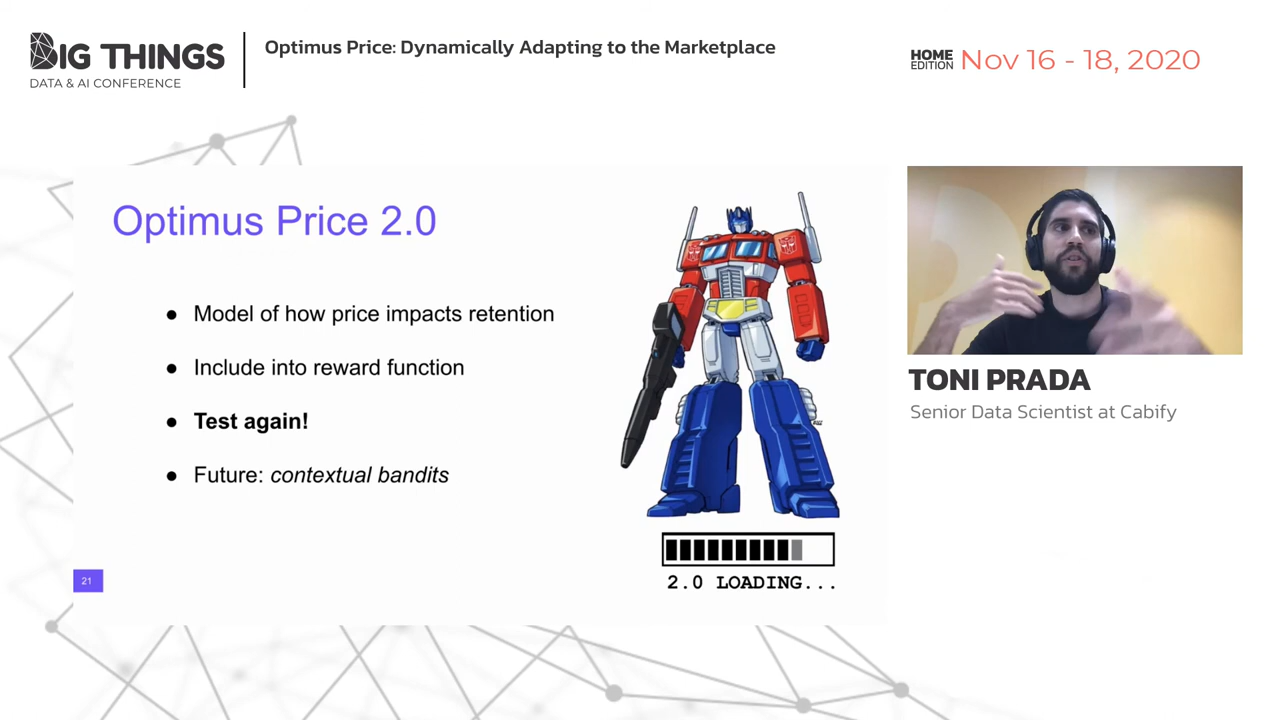 BIG THINGS
DATA & AI CONFERENCE
Optimus Price: Dynamically Adapting to the Marketplace
HOME
EDITION
Nov 16 - 18, 2020
Optimus Price 2.0
● Model of how price impacts retention
● Include into reward function
● Test again!
● Future: contextual bandits
21
2.0 LOADING...
TONI PRADA
Senior Data Scientist at Cabify